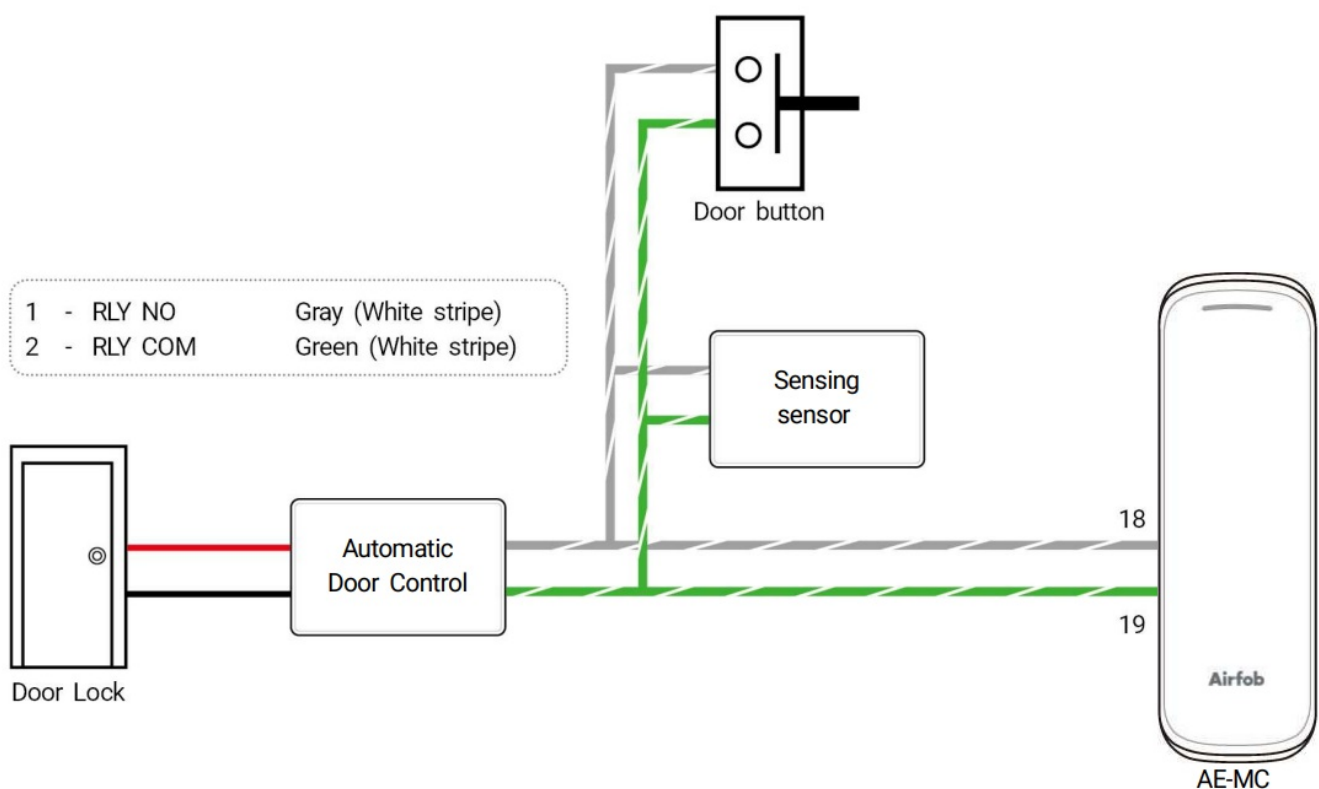 Door button
1 - RLY NO Gray (White stripe)
2 - RLY COM Green (White stripe)
Sensing
sensor
18
Automatic
Door Control
19
Airfob
Door Lock
AE-MC